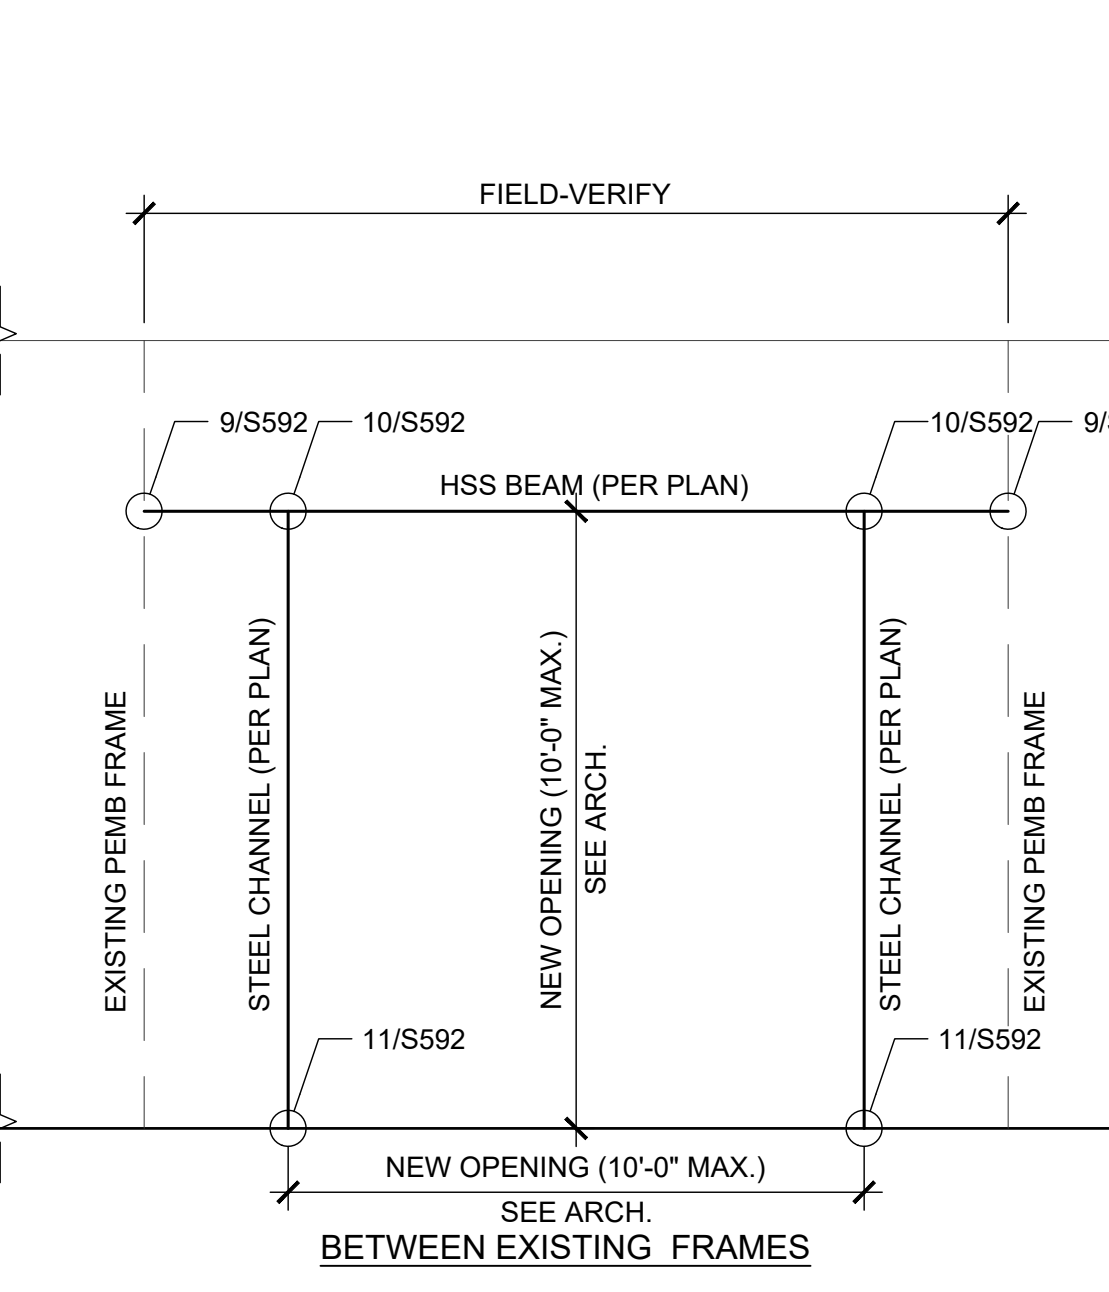 FIELD-VERIFY
9/S592
10/S592
10/S592
9/
HSS BEAM (PER PLAN)
EXISTING PEMB FRAME
STEEL CHANNEL (PER PLAN)
NEW OPENING (10'-0" MAX.)
SEE ARCH.
STEEL CHANNEL (PER PLAN)
EXISTING PEMB FRAME
11/S592
11/S592
NEW OPENING (10'-0" MAX.)
SEE ARCH.
BETWEEN EXISTING FRAMES